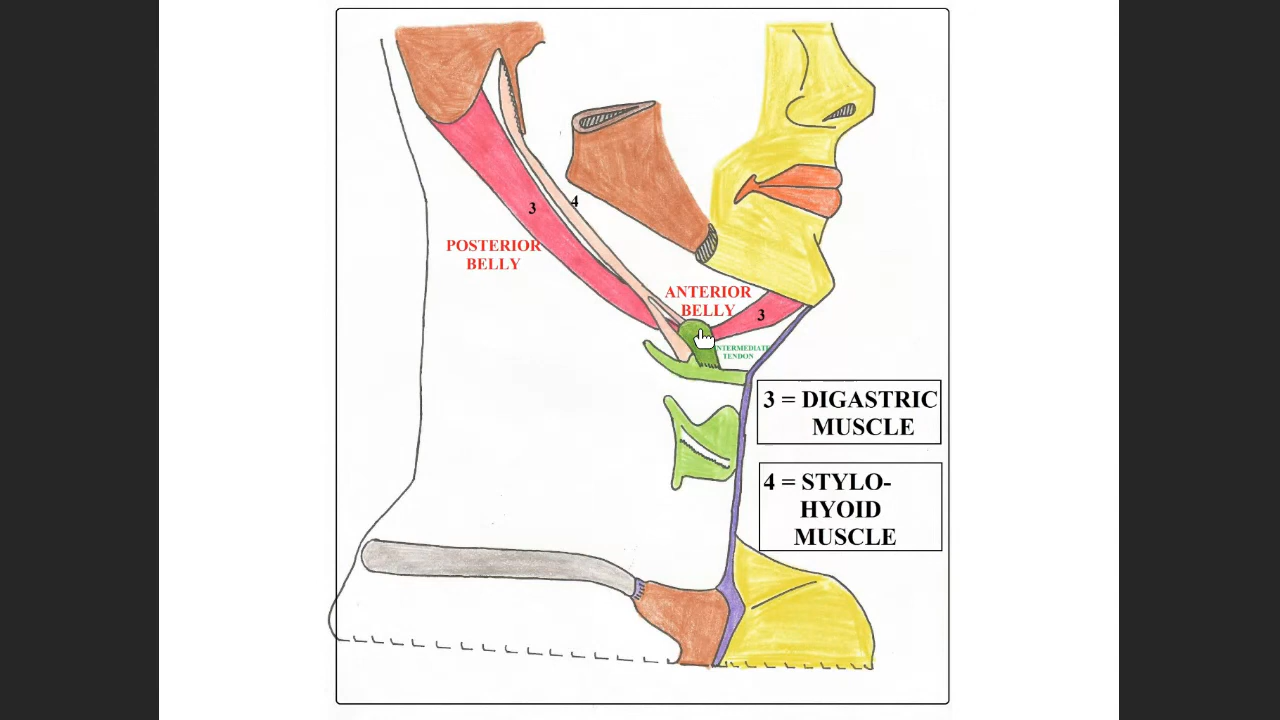 3
4
POSTERIOR
BELLY
ANTERIOR
BELLY
3
INTERMEDIATE
TENDON
3 = DIGASTRIC
MUSCLE
4 = STYLO-
HYOID
MUSCLE